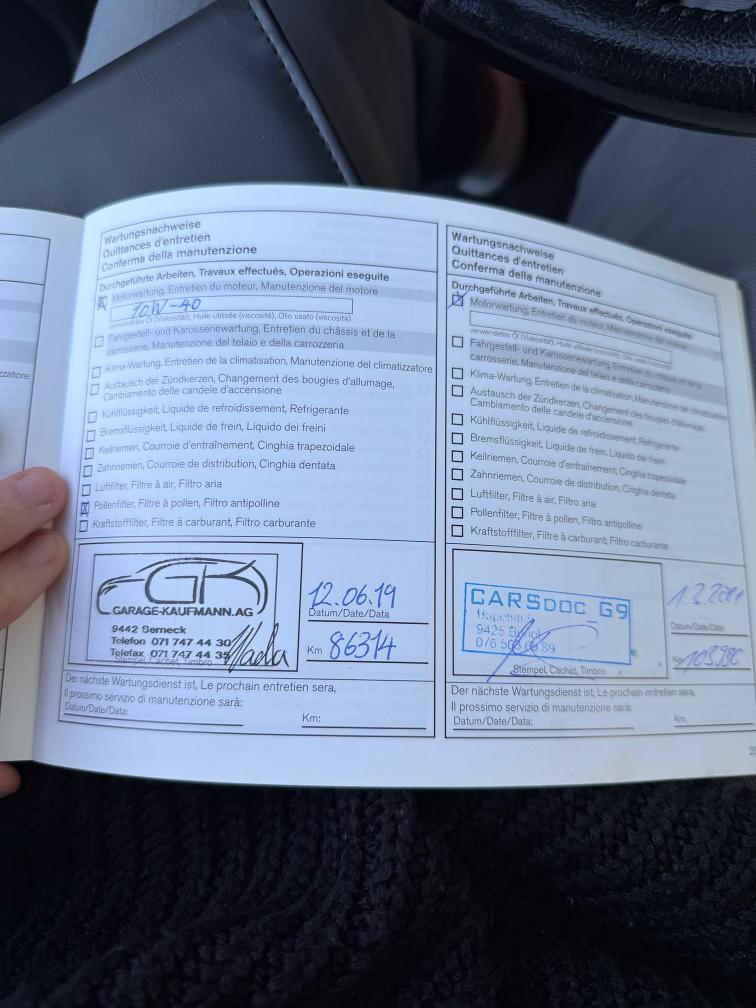 Wartungsnachweise
Quittances d'entretien
Conferma della manutenzione
Durchgeführte Arbeiten, Travaux effectués, Operazioni eseguite
Motorwartung, Entretien du moteur, Manutenzione del motore
10W-40
verwendetes Öl (Viskosität), Huile utilisée (viscosité), Olio usato (viscosità)
Fahrgestell- und Karosseriewartung, Entretien du châssis et de la
carrosserie, Manutenzione del telaio e della carrozzeria
Klima-Wartung, Entretien de la climatisation, Manutenzione del climatizzatore
Austausch der Zündkerzen, Changement des bougies d'allumage,
Cambiamento delle candele d'accensione
Kühlflüssigkeit, Liquide de refroidissement, Refrigerante
Bremsflüssigkeit, Liquide de frein, Liquido dei freini
Keilriemen, Courroie d'entraînement, Cinghia trapezoidale
Zahnriemen, Courroie de distribution, Cinghia dentata
Luftfilter, Filtre à air, Filtro aria
Pollenfilter, Filtre à pollen, Filtro antipolline
Kraftstofffilter, Filtre à carburant, Filtro carburante
GK
GARAGE-KAUFMANN.AG
9442 Berneck
Telefon 071 747 44 30
Telefax 071 747 44 35
Stempel, Cachet, Timbro
12.06.19
Datum/Date/Data
Km 86314
Der nächste Wartungsdienst ist, Le prochain entretien sera,
Il prossimo servizio di manutenzione sarà:
Datum/Date/Data:
Km:
Wartungsnachweise
Quittances d'entretien
Conferma della manutenzione
Durchgeführte Arbeiten, Travaux effectués, Operazioni eseguite
Motorwartung, Entretien du moteur, Manutenzione del motore
verwendetes Öl (Viskosität), Huile utilisée (viscosité), Olio usato (viscosità)
Fahrgestell- und Karosseriewartung, Entretien du châssis et de la
carrosserie, Manutenzione del telaio e della carrozzeria
Klima-Wartung, Entretien de la climatisation, Manutenzione del climatizzatore
Austausch der Zündkerzen, Changement des bougies d'allumage,
Cambiamento delle candele d'accensione
Kühlflüssigkeit, Liquide de refroidissement, Refrigerante
Bremsflüssigkeit, Liquide de frein, Liquido dei freini
Keilriemen, Courroie d'entraînement, Cinghia trapezoidale
Zahnriemen, Courroie de distribution, Cinghia dentata
Luftfilter, Filtre à air, Filtro aria
Pollenfilter, Filtre à pollen, Filtro antipolline
Kraftstofffilter, Filtre à carburant, Filtro carburante
CARSDOC_G9
9425
Stempel, Cachet, Timbro
Datum/Date/Data
Km
Der nächste Wartungsdienst ist, Le prochain entretien sera,
Il prossimo servizio di manutenzione sarà:
Datum/Date/Data:
Km: